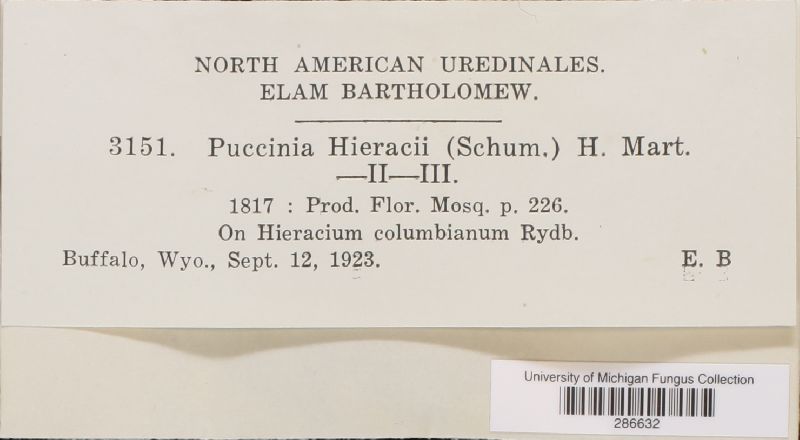 NORTH AMERICAN UREDINALES.
ELAM BARTHOLOMEW.
3151. Puccinia Hieracii (Schum.) H. Mart.
—II—III.
1817 : Prod. Flor. Mosq. p. 226.
On Hieracium columbianum Rydb.
Buffalo, Wyo., Sept. 12, 1923. E. B
University of Michigan Fungus Collection
286632